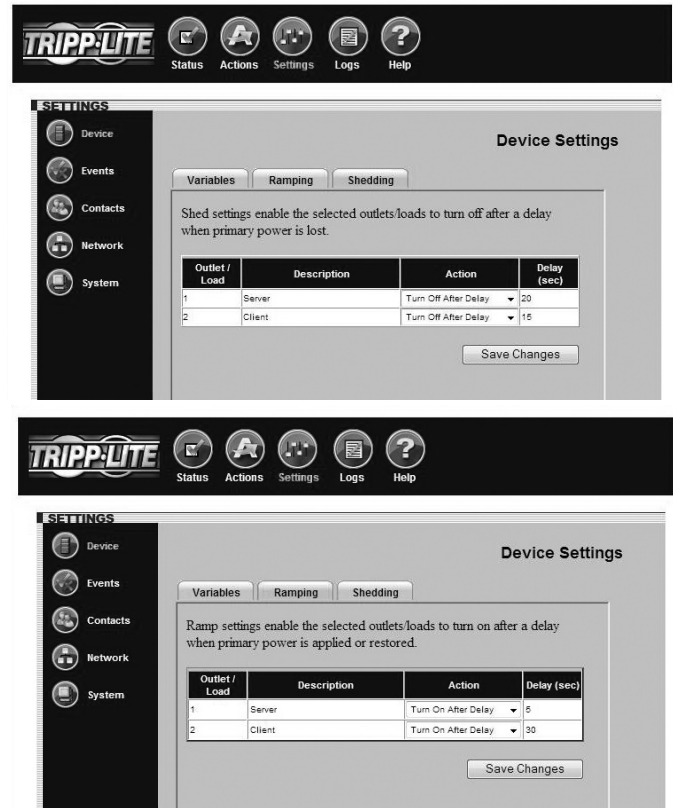 TRIPP·LITE
Status Actions Settings Logs Help
SETTINGS
Device
Events
Contacts
Network
System
Device Settings
Variables Ramping Shedding
Shed settings enable the selected outlets/loads to turn off after a delay
when primary power is lost.
Outlet / Load Description Action Delay (sec)
1 Server Turn Off After Delay 20
2 Client Turn Off After Delay 15
Save Changes
TRIPP·LITE
Status Actions Settings Logs Help
SETTINGS
Device
Events
Contacts
Network
System
Device Settings
Variables Ramping Shedding
Ramp settings enable the selected outlets/loads to turn on after a delay
when primary power is applied or restored.
Outlet / Load Description Action Delay (sec)
1 Server Turn On After Delay 5
2 Client Turn On After Delay 30
Save Changes